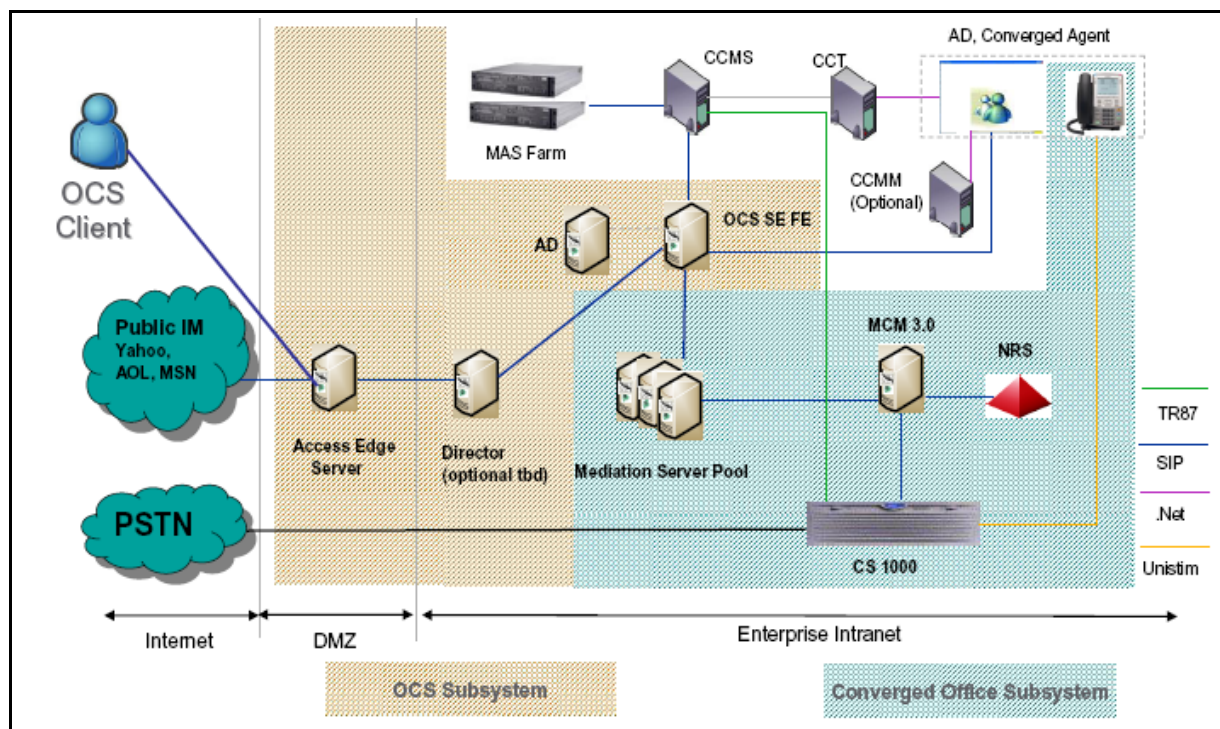 AD, Converged Agent
CCMS
CCT
MAS Farm
OCS
Client
CCMM
(Optional)
OCS SE FE
AD
Public IM
Yahoo,
AOL, MSN
MCM 3.0
NRS
TR87
Access Edge
Server
Director
(optional tbd)
Mediation Server Pool
SIP
PSTN
.Net
CS 1000
Unistim
Internet
DMZ
Enterprise Intranet
OCS Subsystem
Converged Office Subsystem